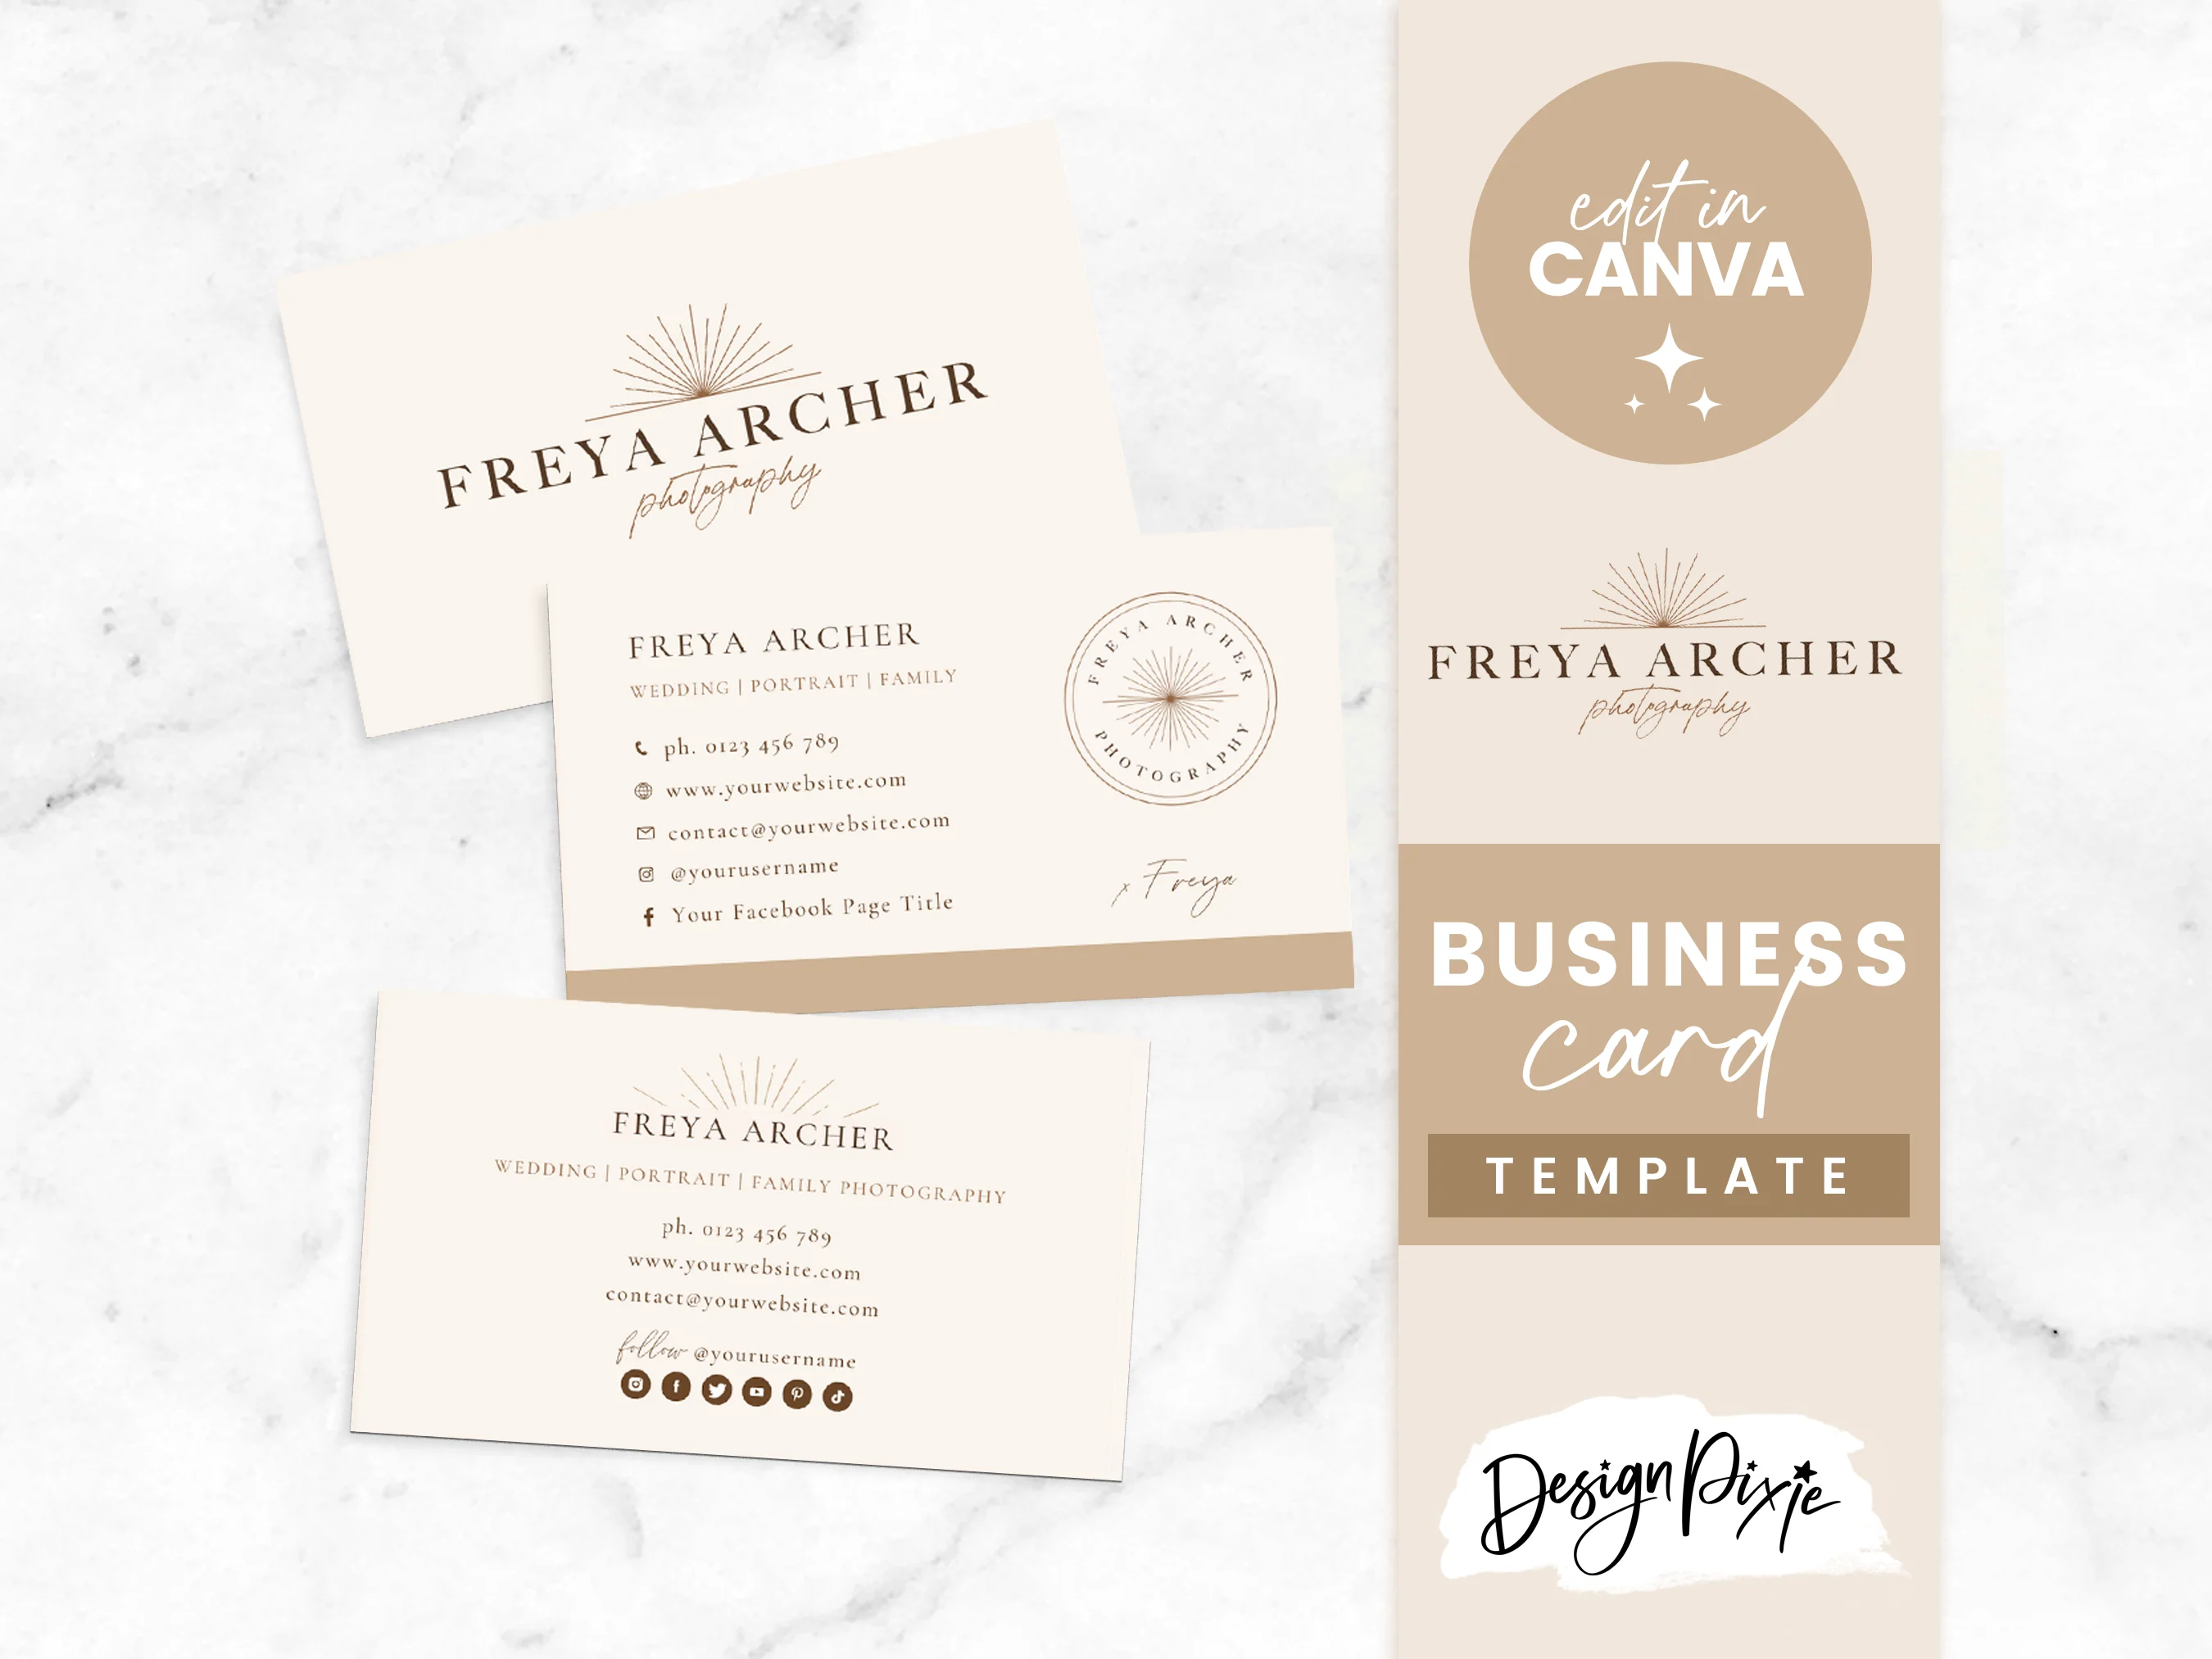 FREYA ARCHER
photography
FREYA ARCHER
WEDDING | PORTRAIT | FAMILY
ph. 0123 456 789
www.yourwebsite.com
contact@yourwebsite.com
@yourusername
Your Facebook Page Title
FREYA ARCHER
PHOTOGRAPHY
x Freya
FREYA ARCHER
WEDDING | PORTRAIT | FAMILY PHOTOGRAPHY
ph. 0123 456 789
www.yourwebsite.com
contact@yourwebsite.com
follow @yourusername
edit in
CANVA
FREYA ARCHER
photography
BUSINESS
card
TEMPLATE
Design Pixie